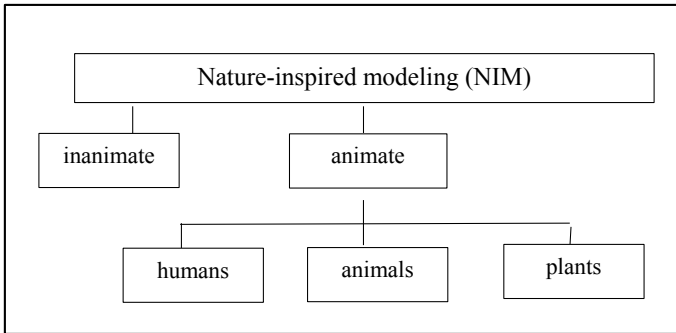 Nature-inspired modeling (NIM)
inanimate
animate
humans
animals
plants